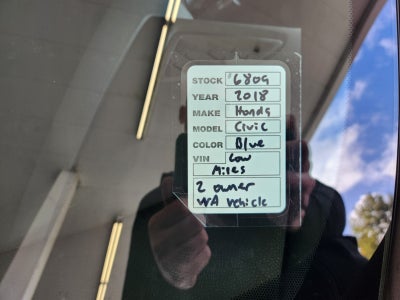 STOCK 6809
YEAR 2018
MAKE Honda
MODEL Civic
COLOR Blue
VIN Low
Miles
2 owner
WA vehicle